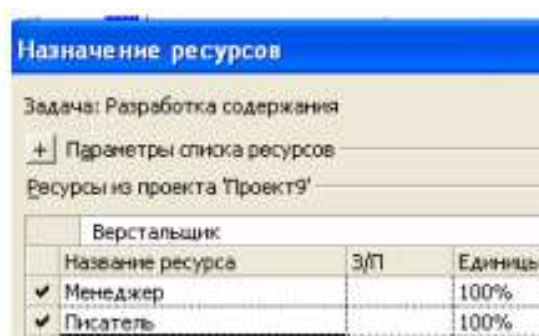 Назначение ресурсов
Задача: Разработка содержания
+ Параметры списка ресурсов
Ресурсы из проекта 'Проект9'
Верстальщик
Название ресурса З/П Единицы
Менеджер 100%
Писатель 100%